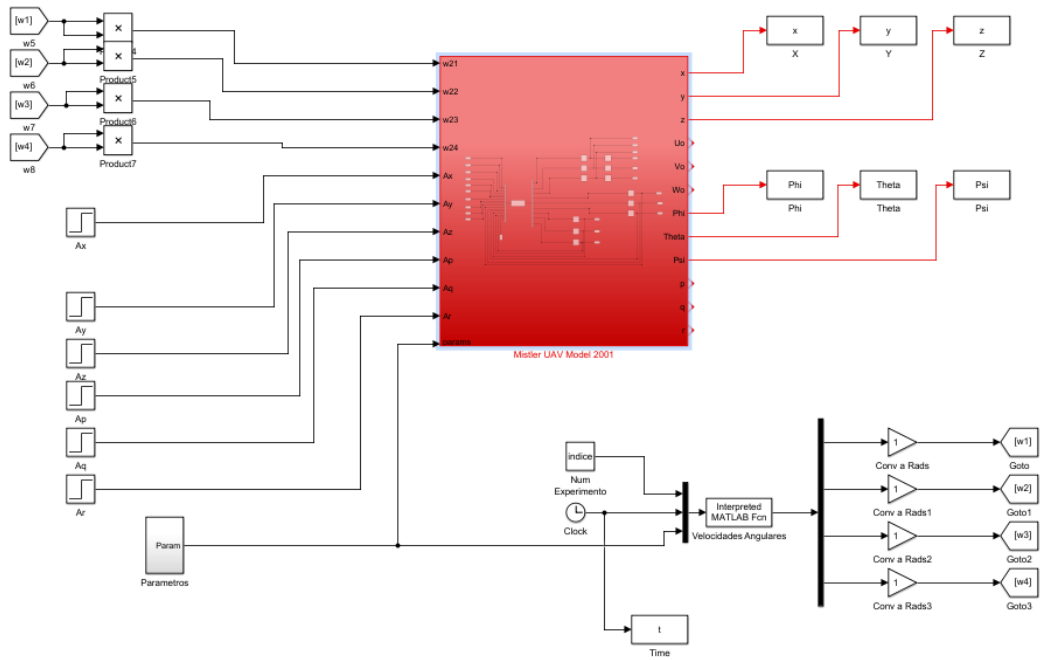 [w1]
w5
[w2]
w6
[w3]
w7
[w4]
w8
×
4
×
Product5
×
Product6
×
Product7
Ax
Ay
Az
Ap
Aq
Ar
w21
w22
w23
w24
Ax
Ay
Az
Ap
Aq
Ar
params
x
y
z
Uo
Vo
Wo
Phi
Theta
Psi
p
q
r
Mistler UAV Model 2001
x
X
y
Y
z
Z
Phi
Phi
Theta
Theta
Psi
Psi
Param
Parametros
indice
Num
Experimento
Clock
Interpreted
MATLAB Fcn
Velocidades Angulares
t
Time
1
Conv a Rads
1
Conv a Rads1
1
Conv a Rads2
1
Conv a Rads3
[w1]
Goto
[w2]
Goto1
[w3]
Goto2
[w4]
Goto3